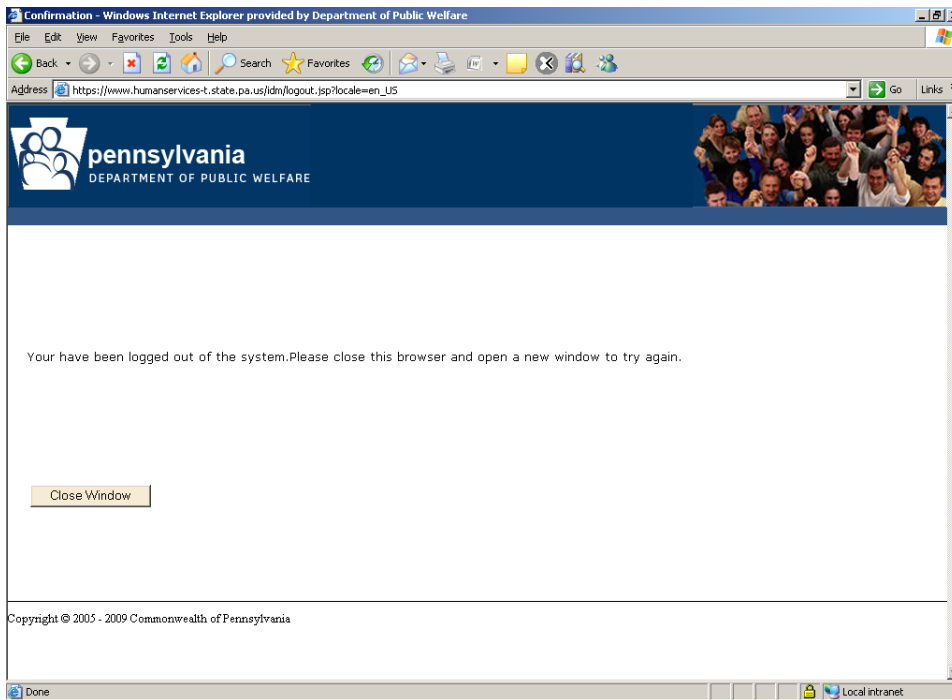 Confirmation - Windows Internet Explorer provided by Department of Public Welfare
File Edit View Favorites Tools Help
Back Search Favorites
Address https://www.humanservices-t.state.pa.us/idm/logout.jsp?locale=en_US Go Links
pennsylvania
DEPARTMENT OF PUBLIC WELFARE
Your have been logged out of the system.Please close this browser and open a new window to try again.
Close Window
Copyright © 2005 - 2009 Commonwealth of Pennsylvania
Done Local intranet